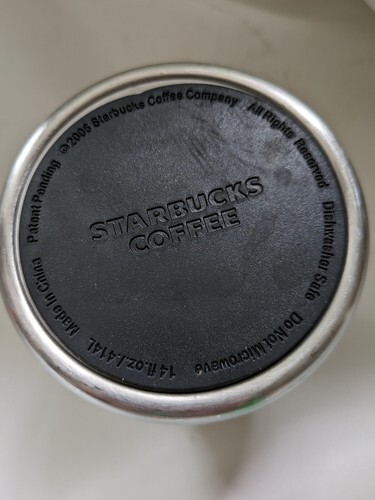 STARBUCKS
COFFEE
©2006 Starbucks Coffee Company All Rights Reserved
Dishwasher Safe
Do Not Microwave
14 fl.oz./.414L
Made in China
Patent Pending